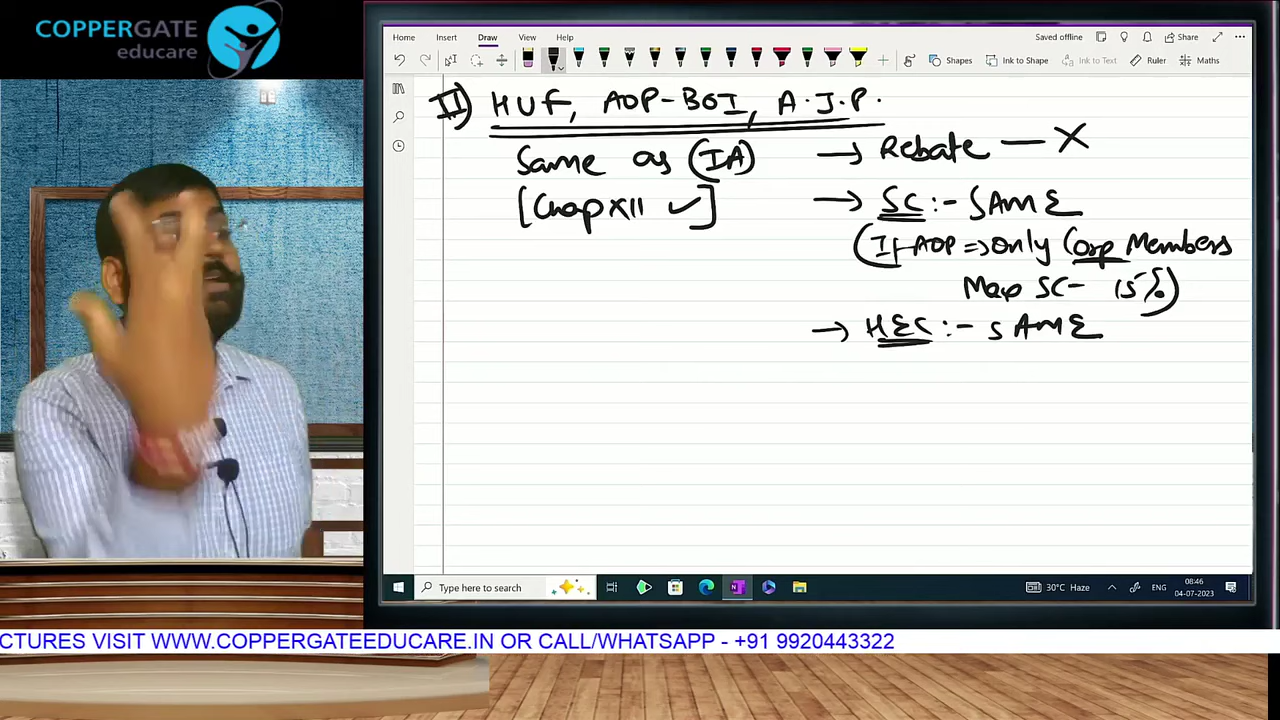 COPPERGATE
educare
Home Insert Draw View Help
Saved offline
Share
Shapes
Ink to Shape
Ink to Text
Ruler
Maths
II) HUF, AOP-BOI, A.J.P.
Same as (IA)
[Chap XII ✓]
→ Rebate — X
→ SC:- SAME
(If AOP => only Corp Members
Max SC- 15%)
→ HEC:- SAME
Type here to search
30°C Haze
ENG
08:46
04-07-2023
CTURES VISIT WWW.COPPERGATEEDUCARE.IN OR CALL/WHATSAPP - +91 9920443322